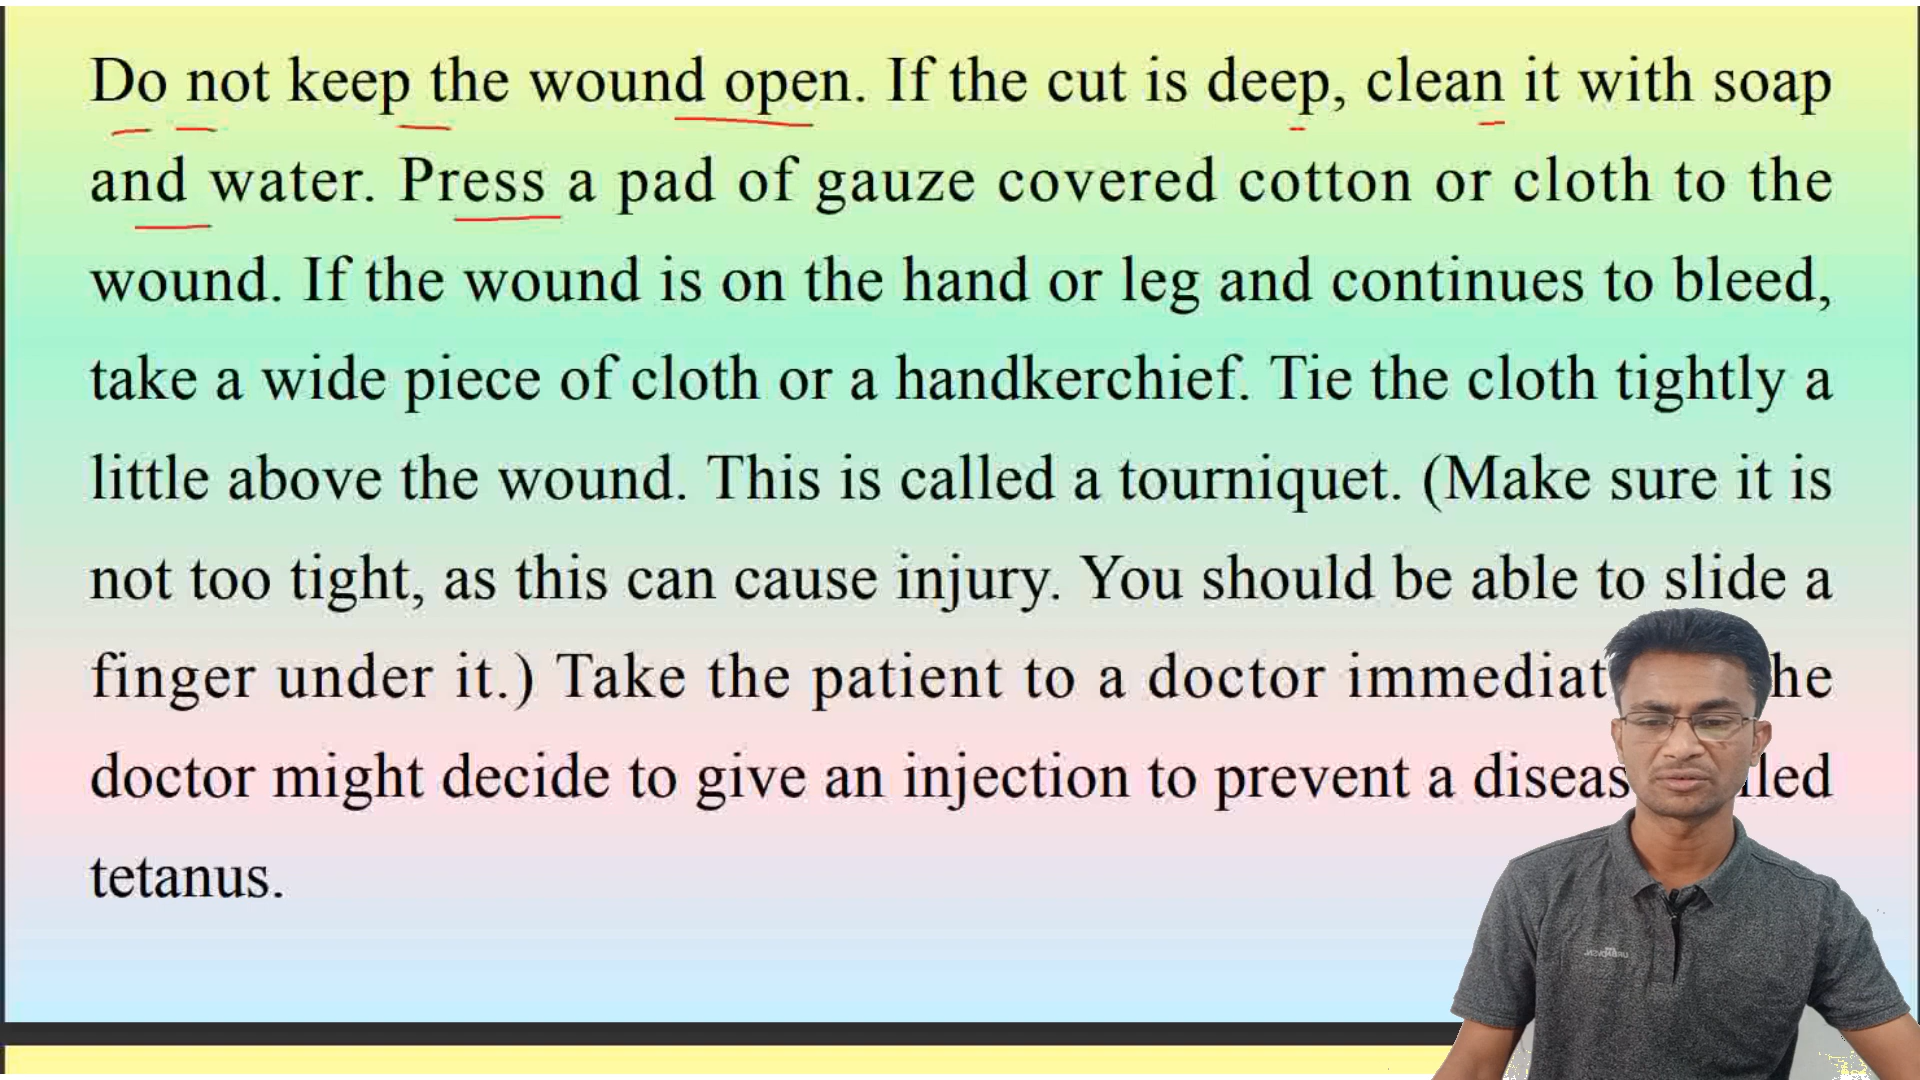 Do not keep the wound open. If the cut is deep, clean it with soap
and water. Press a pad of gauze covered cotton or cloth to the
wound. If the wound is on the hand or leg and continues to bleed,
take a wide piece of cloth or a handkerchief. Tie the cloth tightly a
little above the wound. This is called a tourniquet. (Make sure it is
not too tight, as this can cause injury. You should be able to slide a
finger under it.) Take the patient to a doctor
doctor might decide to give an injection to prevent a
tetanus.